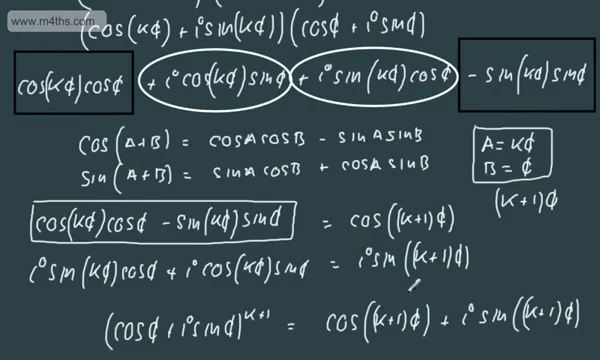 www.m4ths.com
(cos(kϕ) + i sin(kϕ))(cosϕ + i sinϕ)
cos(kϕ)cosϕ + i cos(kϕ)sinϕ + i sin(kϕ)cosϕ - sin(kϕ)sinϕ
cos(A+B) = cosAcosB - sinAsinB
sin(A+B) = sinAcosB + cosAsinB
A = kϕ
B = ϕ
(k+1)ϕ
cos(kϕ)cosϕ - sin(kϕ)sinϕ = cos((k+1)ϕ)
i sin(kϕ)cosϕ + i cos(kϕ)sinϕ = i sin((k+1)ϕ)
(cosϕ + i sinϕ)^{k+1} = cos((k+1)ϕ) + i sin((k+1)ϕ)